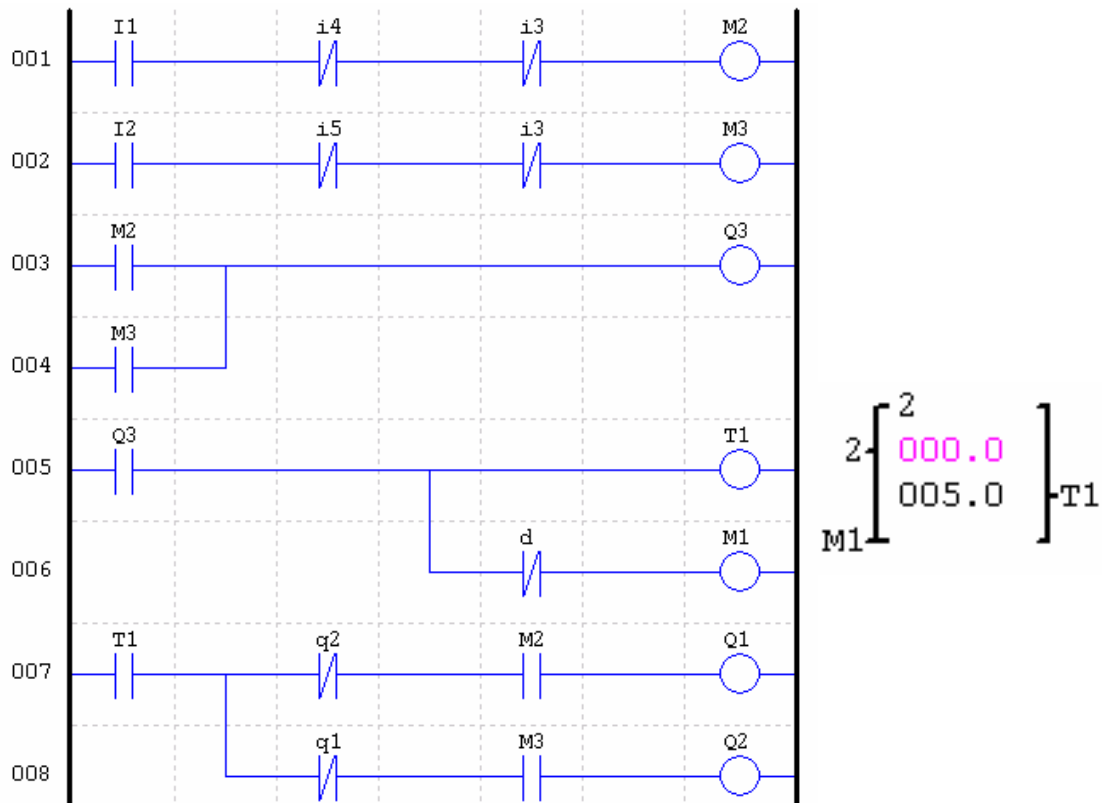 I1 i4 i3 M2
001
I2 i5 i3 M3
002
M2 Q3
003
M3
004
Q3 T1
005
d M1
006
T1 q2 M2 Q1
007
q1 M3 Q2
008
2
2 000.0
005.0 T1
M1